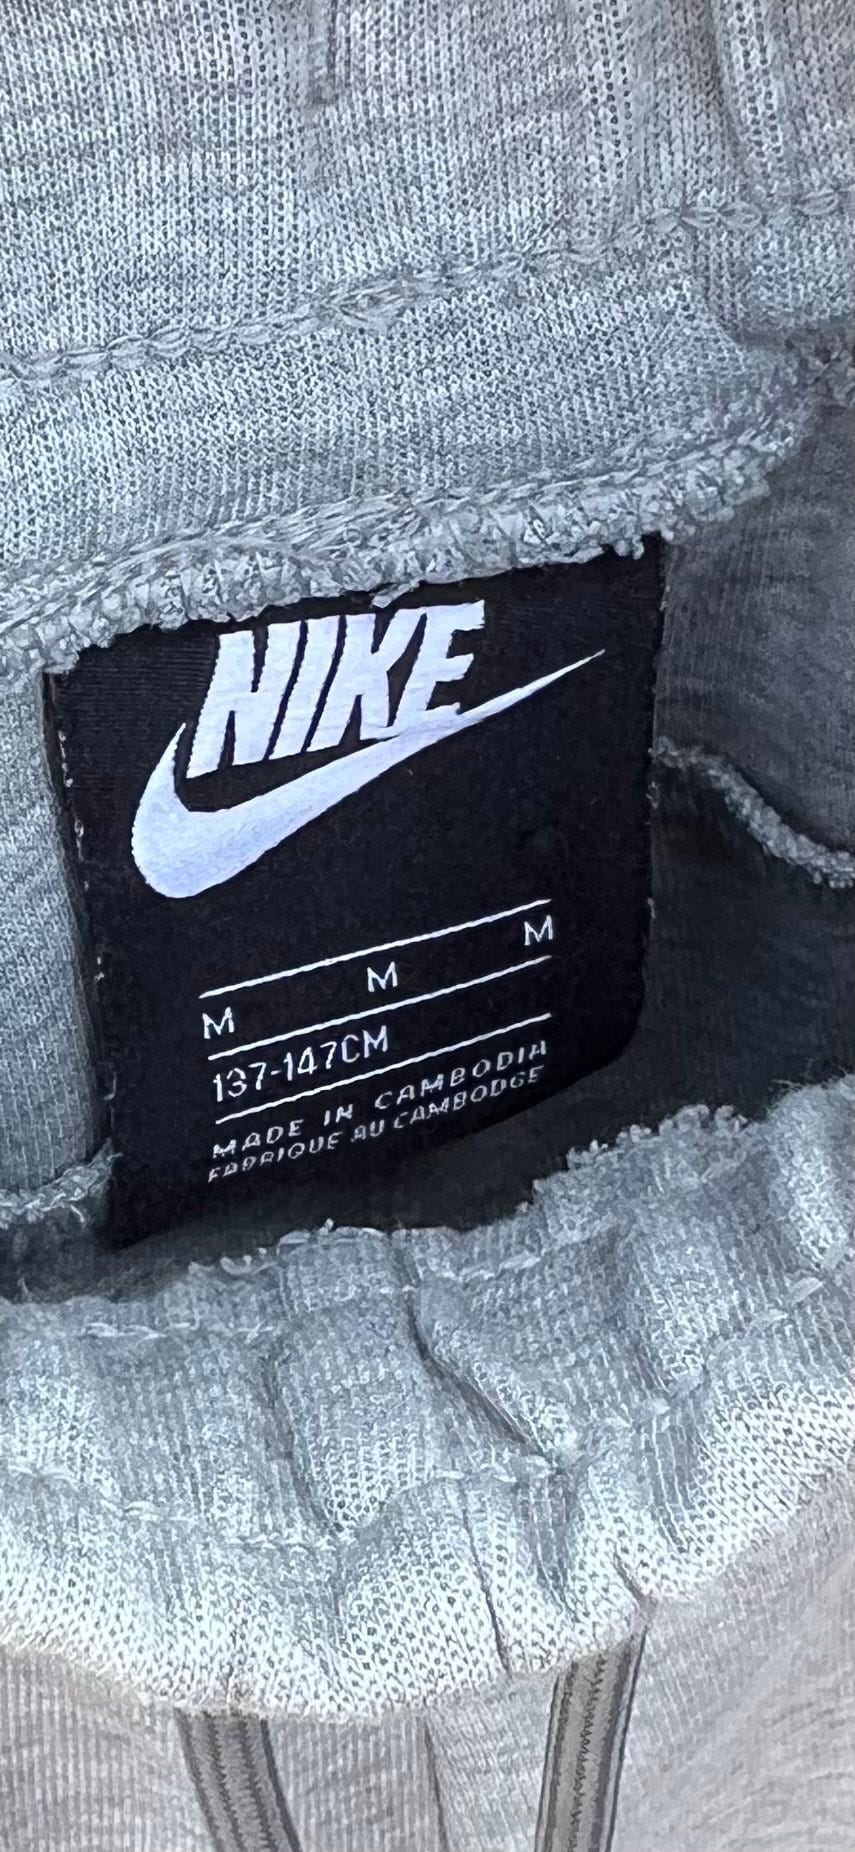 NIKE
M M M
137-147CM
MADE IN CAMBODIA
FABRIQUE AU CAMBODGE